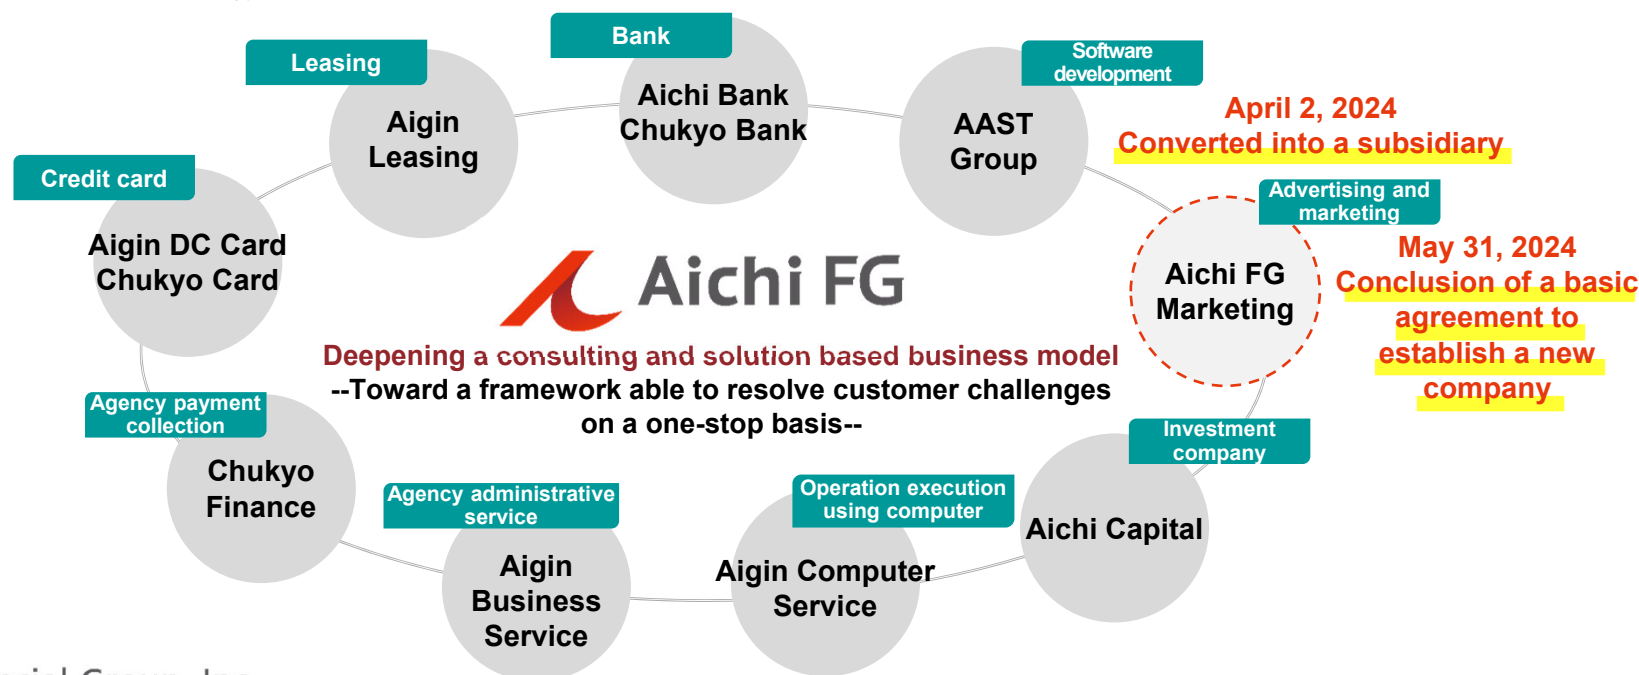 Bank
Aichi Bank
Chukyo Bank
Leasing
Aigin
Leasing
Software
development
AAST
Group
April 2, 2024
Converted into a subsidiary
Credit card
Aigin DC Card
Chukyo Card
Advertising and
marketing
Aichi FG
Marketing
May 31, 2024
Conclusion of a basic
agreement to
establish a new
company
Aichi FG
Deepening a consulting and solution based business model
--Toward a framework able to resolve customer challenges
on a one-stop basis--
Agency payment
collection
Chukyo
Finance
Agency administrative
service
Aigin
Business
Service
Operation execution
using computer
Aigin Computer
Service
Investment
company
Aichi Capital
Group, Inc